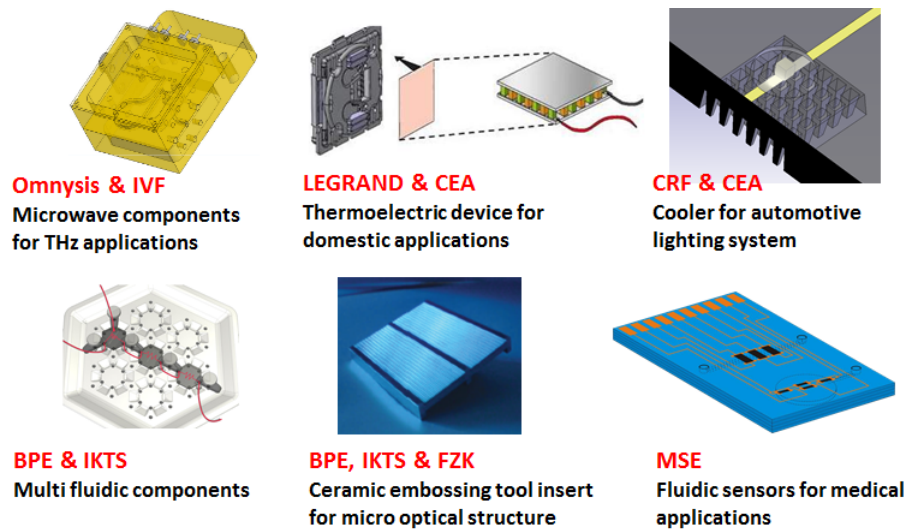 Omnysis & IVF
Microwave components
for THz applications
LEGRAND & CEA
Thermoelectric device for
domestic applications
CRF & CEA
Cooler for automotive
lighting system
BPE & IKTS
Multi fluidic components
BPE, IKTS & FZK
Ceramic embossing tool insert
for micro optical structure
MSE
Fluidic sensors for medical
applications